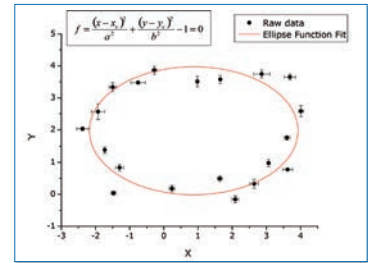 f = (x−x_c)²/a² + (y−y_c)²/b² −1=0
Raw data
Ellipse Function Fit
5
4
3
2
1
0
-1
Y
-3 -2 -1 0 1 2 3 4 5
X